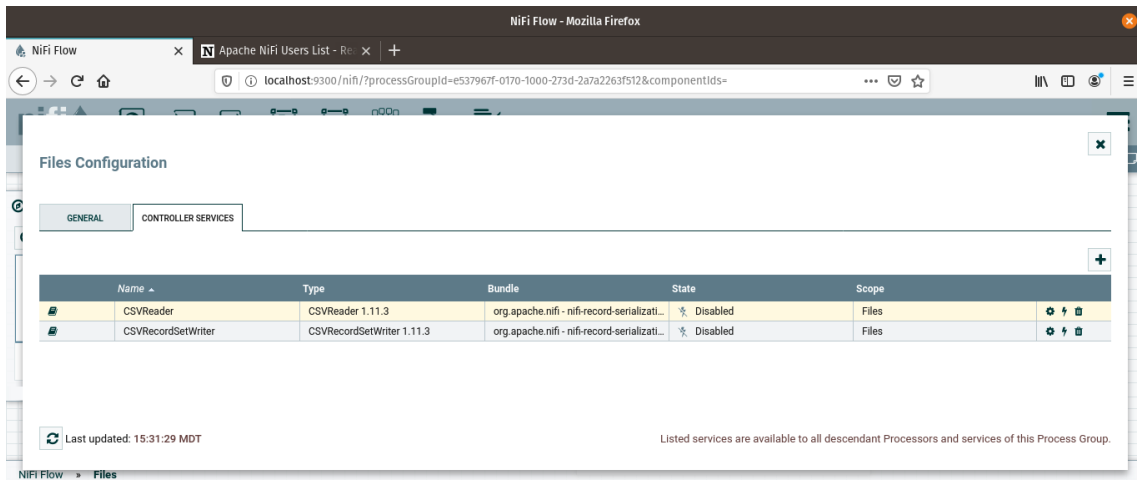 NiFi Flow - Mozilla Firefox
NiFi Flow
Apache NiFi Users List - Re
localhost:9300/nifi/?processGroupId=e537967f-0170-1000-273d-2a7a2263f512&componentIds=
Files Configuration
GENERAL CONTROLLER SERVICES
Name Type Bundle State Scope
CSVReader CSVReader 1.11.3 org.apache.nifi - nifi-record-serializati... Disabled Files
CSVRecordSetWriter CSVRecordSetWriter 1.11.3 org.apache.nifi - nifi-record-serializati... Disabled Files
Last updated: 15:31:29 MDT Listed services are available to all descendant Processors and services of this Process Group.
NiFi Flow » Files